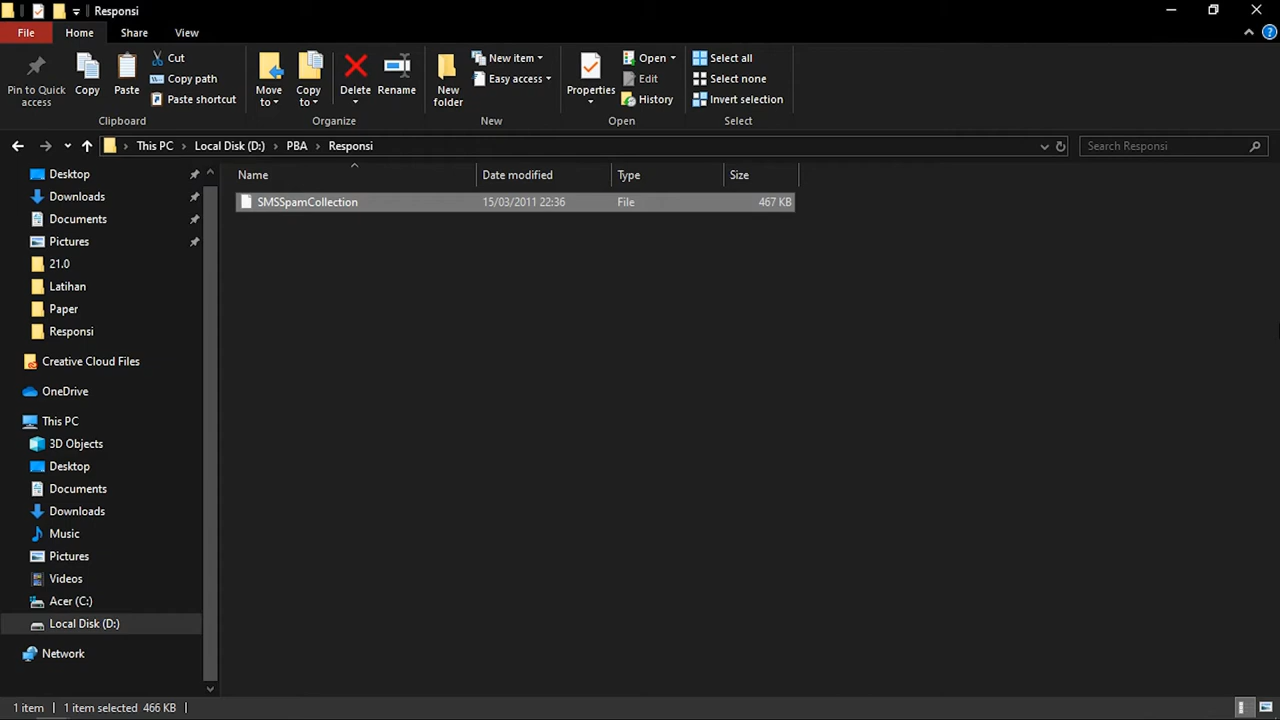 Responsi
File Home Share View
Pin to Quick access
Copy
Paste
Cut
Copy path
Paste shortcut
Clipboard
Move to
Copy to
Delete
Rename
Organize
New folder
New item
Easy access
New
Properties
Open
Edit
History
Open
Select all
Select none
Invert selection
Select
This PC Local Disk (D:) PBA Responsi
Search Responsi
Name Date modified Type Size
SMSSpamCollection 15/03/2011 22:36 File 467 KB
Desktop
Downloads
Documents
Pictures
21.0
Latihan
Paper
Responsi
Creative Cloud Files
OneDrive
This PC
3D Objects
Desktop
Documents
Downloads
Music
Pictures
Videos
Acer (C:)
Local Disk (D:)
Network
1 item 1 item selected 466 KB